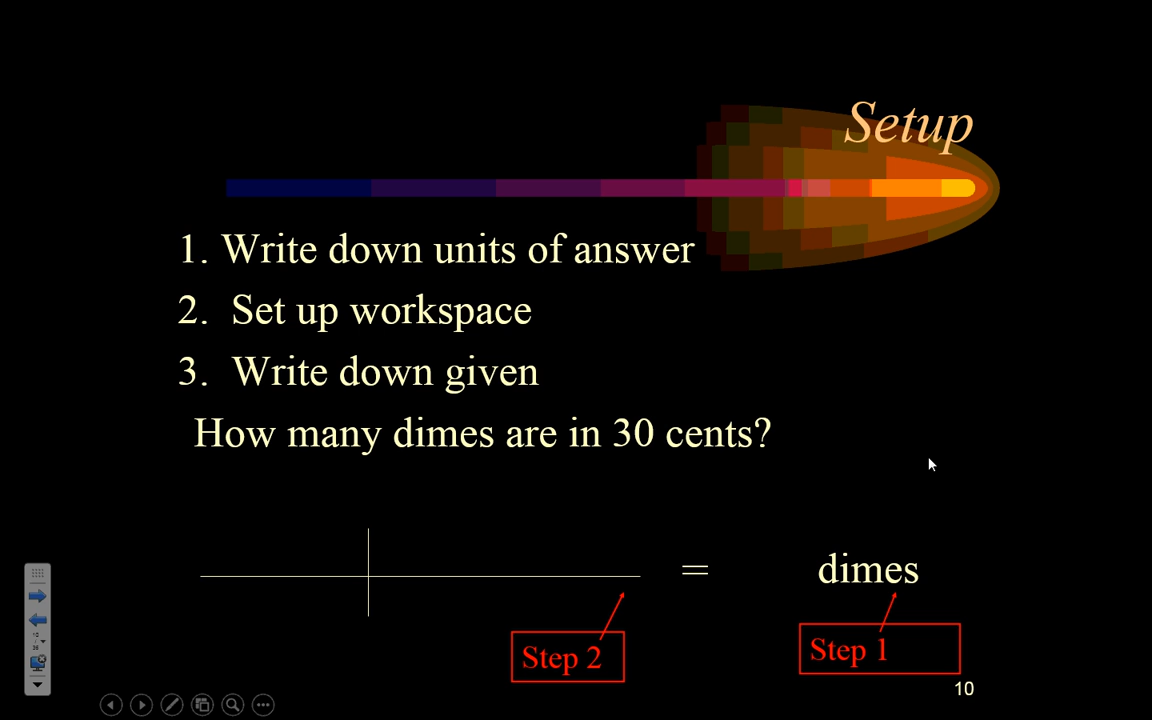 Setup
1. Write down units of answer
2. Set up workspace
3. Write down given
How many dimes are in 30 cents?
= dimes
Step 2
Step 1
10